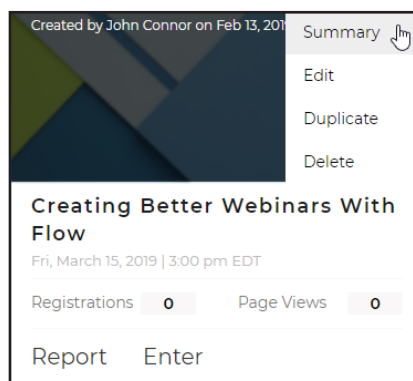 Created by John Connor on Feb 13, 201
Summary
Edit
Duplicate
Delete
Creating Better Webinars With
Flow
Fri, March 15, 2019 | 3:00 pm EDT
Registrations 0 Page Views 0
Report Enter